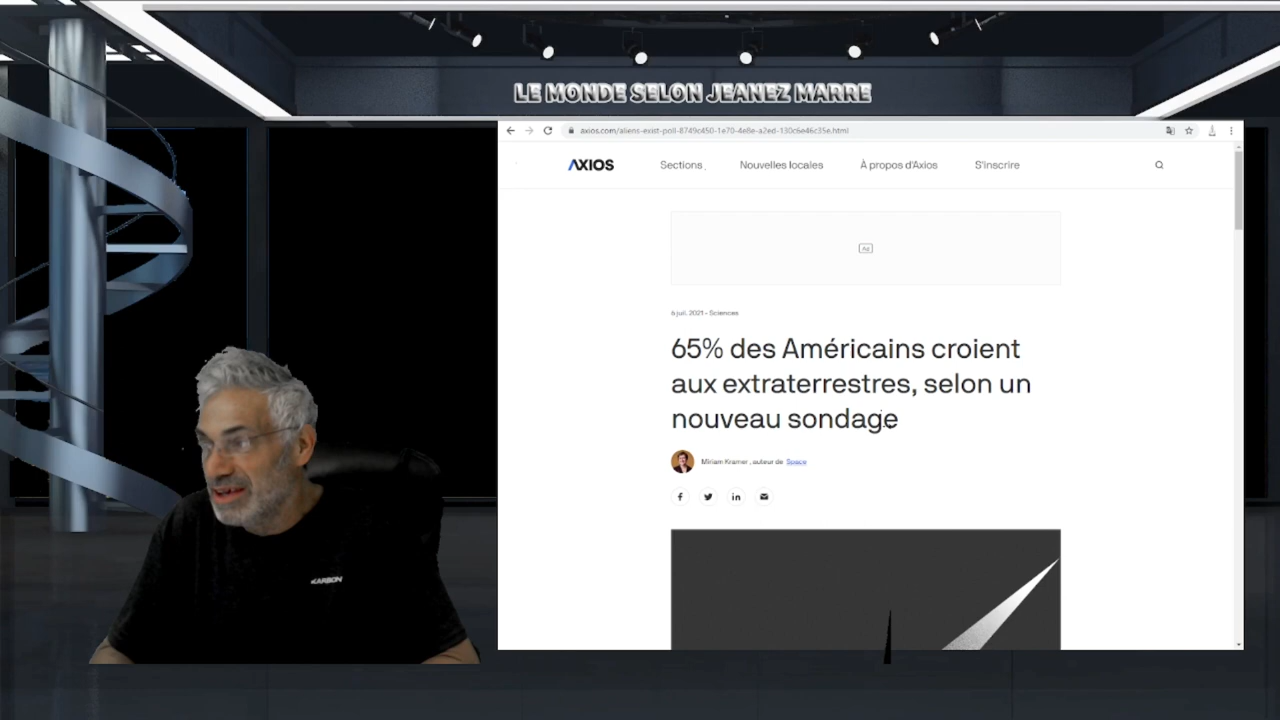 LE MONDE SELON JEANEZ MARRE
axios.com/aliens-exist-poll-8749c450-1e70-4e8e-a2ed-130c6e46c35e.html
AXIOS Sections Nouvelles locales À propos d'Axios S'inscrire
Ad
6 juil. 2021 - Sciences
65% des Américains croient
aux extraterrestres, selon un
nouveau sondage
Miriam Kramer , auteur de Space
KARBON